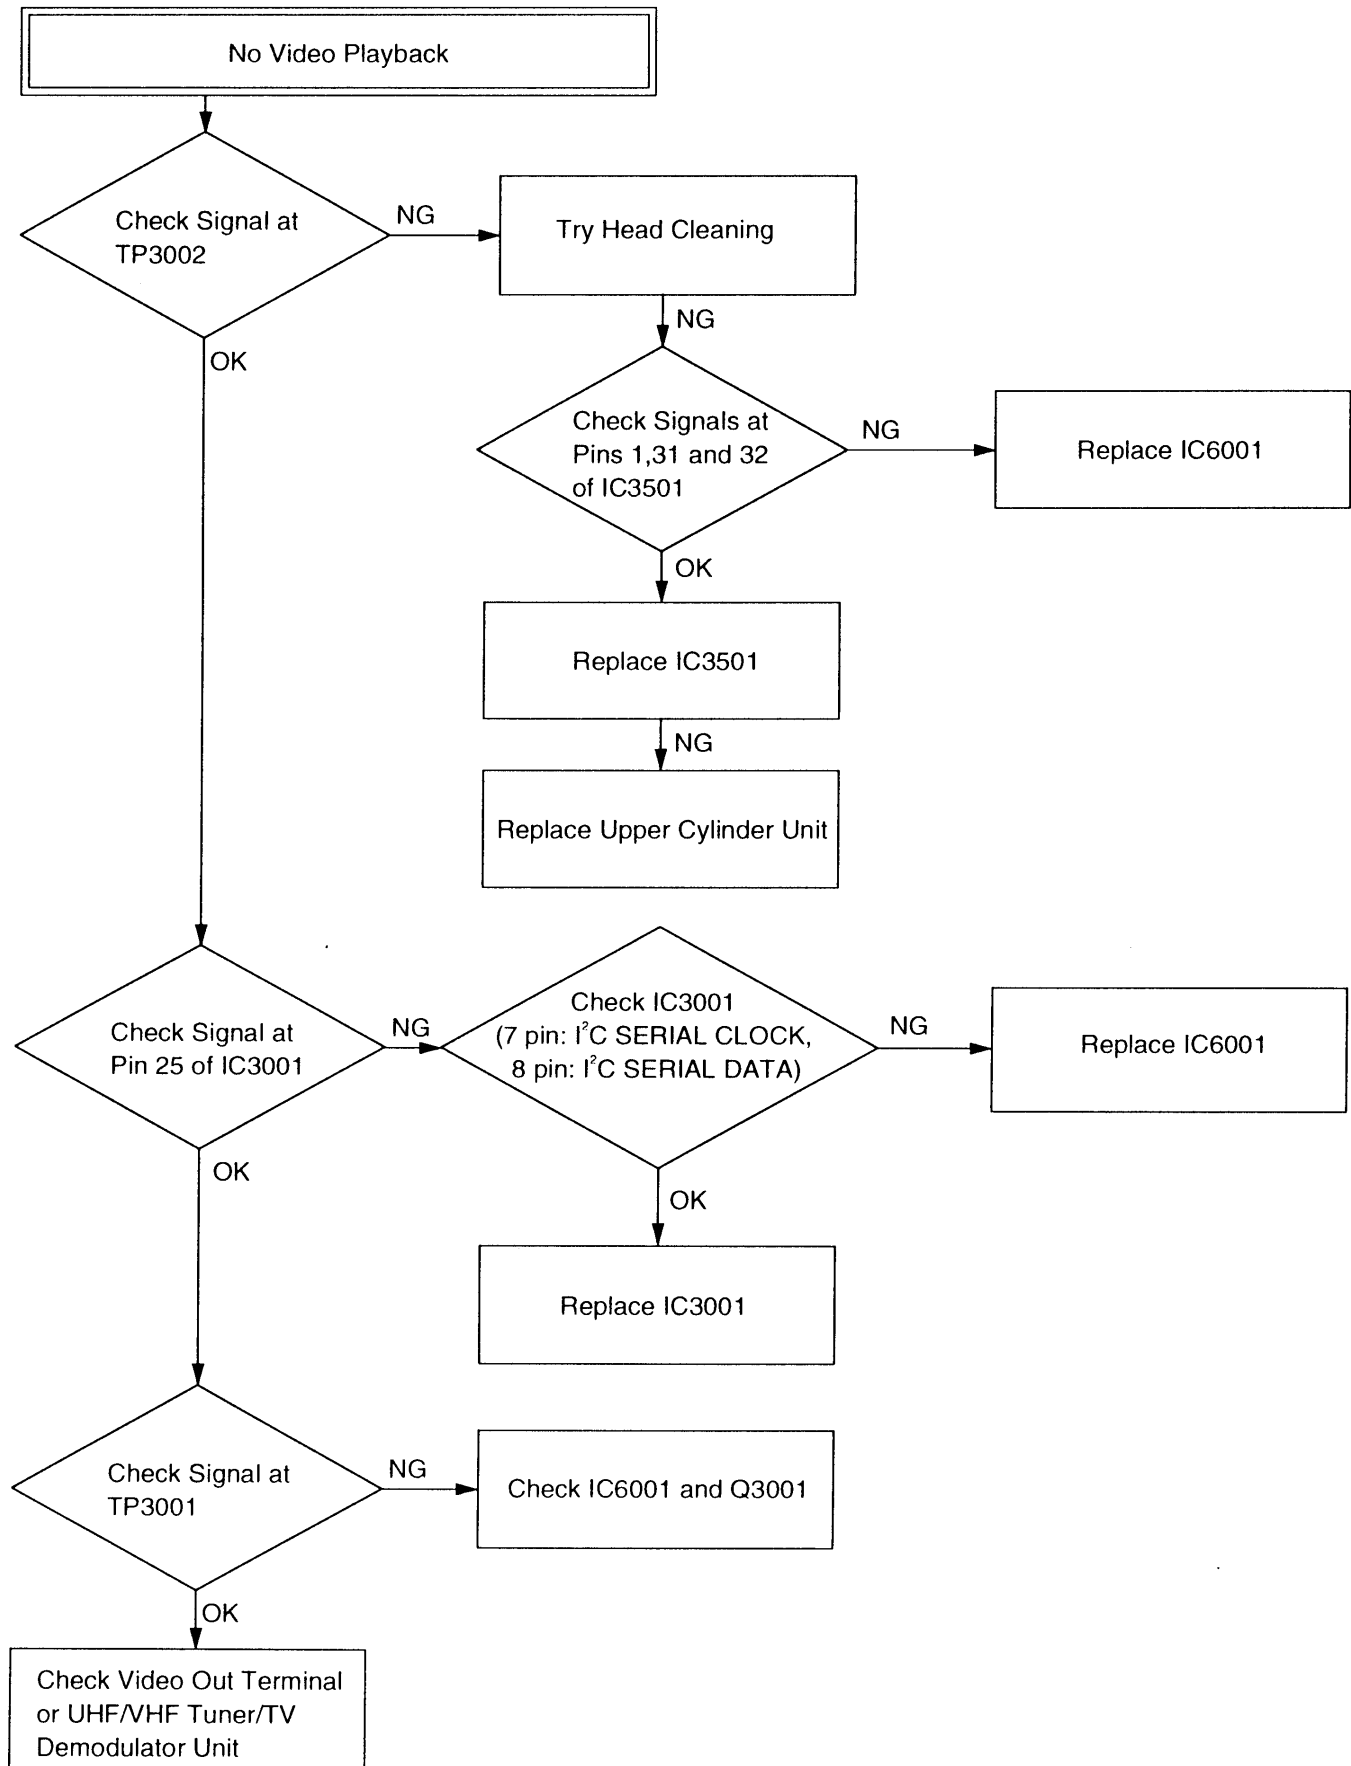 No Video Playback
Check Signal at
TP3002
NG
Try Head Cleaning
NG
OK
Check Signals at
Pins 1,31 and 32
of IC3501
NG
Replace IC6001
OK
Replace IC3501
NG
Replace Upper Cylinder Unit
Check Signal at
Pin 25 of IC3001
NG
Check IC3001
(7 pin: I²C SERIAL CLOCK,
8 pin: I²C SERIAL DATA)
NG
Replace IC6001
OK
OK
Replace IC3001
Check Signal at
TP3001
NG
Check IC6001 and Q3001
OK
Check Video Out Terminal
or UHF/VHF Tuner/TV
Demodulator Unit